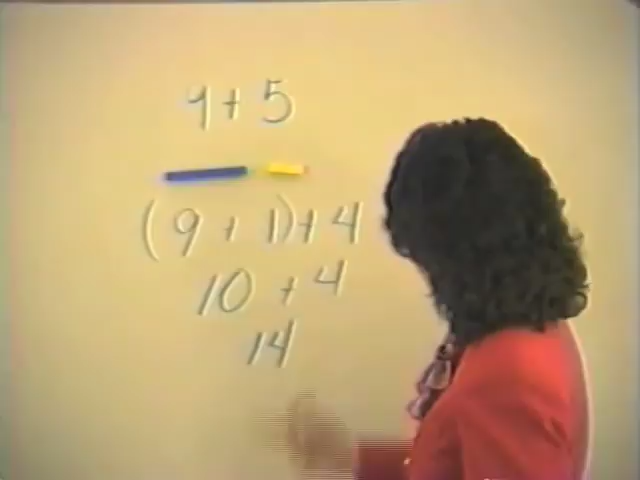 9 + 5
(9 + 1) + 4
10 + 4
14